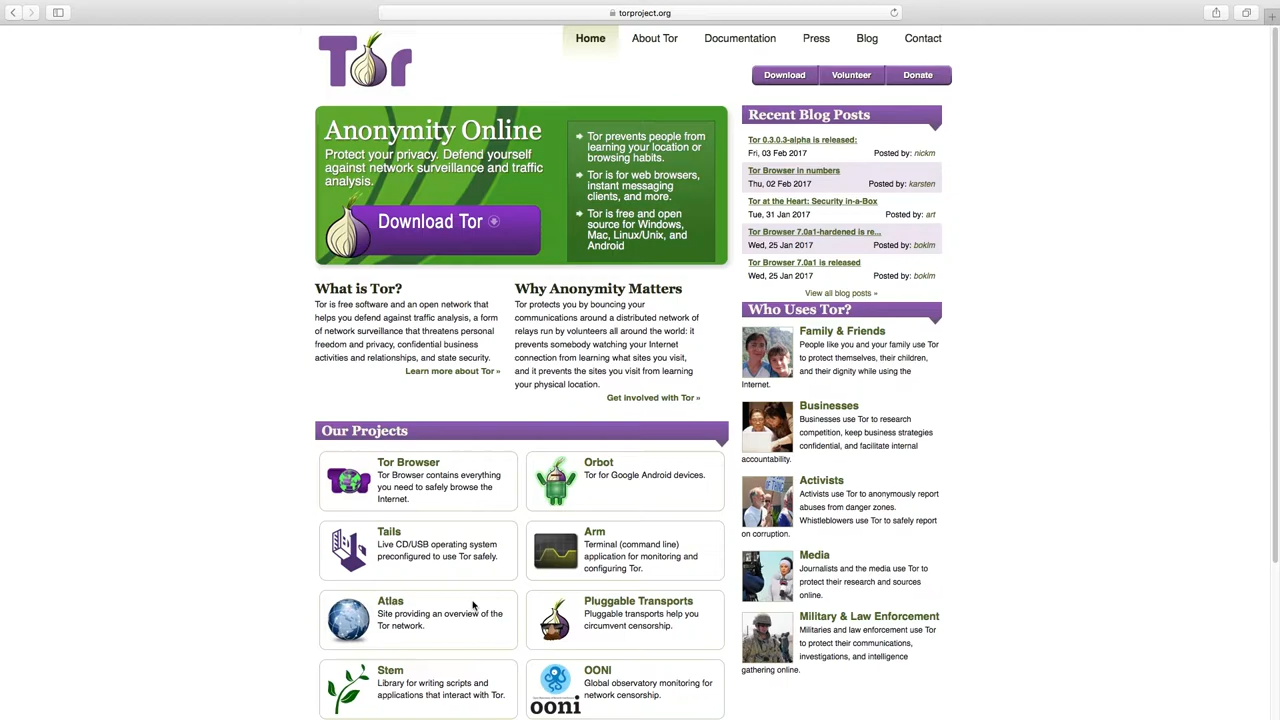 torproject.org
Tor
Home
About Tor
Documentation
Press
Blog
Contact
Download
Volunteer
Donate
Anonymity Online
Protect your privacy. Defend yourself
against network surveillance and traffic
analysis.
Download Tor
Tor prevents people from
learning your location or
browsing habits.
Tor is for web browsers,
instant messaging
clients, and more.
Tor is free and open
source for Windows,
Mac, Linux/Unix, and
Android
What is Tor?
Tor is free software and an open network that
helps you defend against traffic analysis, a form
of network surveillance that threatens personal
freedom and privacy, confidential business
activities and relationships, and state security.
Learn more about Tor »
Why Anonymity Matters
Tor protects you by bouncing your
communications around a distributed network of
relays run by volunteers all around the world: it
prevents somebody watching your Internet
connection from learning what sites you visit,
and it prevents the sites you visit from learning
your physical location.
Get involved with Tor »
Our Projects
Tor Browser
Tor Browser contains everything
you need to safely browse the
Internet.
Orbot
Tor for Google Android devices.
Tails
Live CD/USB operating system
preconfigured to use Tor safely.
Arm
Terminal (command line)
application for monitoring and
configuring Tor.
Atlas
Site providing an overview of the
Tor network.
Pluggable Transports
Pluggable transports help you
circumvent censorship.
Stem
Library for writing scripts and
applications that interact with Tor.
OONI
Global observatory monitoring for
network censorship.
ooni
Recent Blog Posts
Tor 0.3.0.3-alpha is released:
Fri, 03 Feb 2017 Posted by: nickm
Tor Browser in numbers
Thu, 02 Feb 2017 Posted by: karsten
Tor at the Heart: Security in-a-Box
Tue, 31 Jan 2017 Posted by: art
Tor Browser 7.0a1-hardened is re...
Wed, 25 Jan 2017 Posted by: boklm
Tor Browser 7.0a1 is released
Wed, 25 Jan 2017 Posted by: boklm
View all blog posts »
Who Uses Tor?
Family & Friends
People like you and your family use Tor
to protect themselves, their children,
and their dignity while using the
Internet.
Businesses
Businesses use Tor to research
competition, keep business strategies
confidential, and facilitate internal
accountability.
Activists
Activists use Tor to anonymously report
abuses from danger zones.
Whistleblowers use Tor to safely report
on corruption.
Media
Journalists and the media use Tor to
protect their research and sources
online.
Military & Law Enforcement
Militaries and law enforcement use Tor
to protect their communications,
investigations, and intelligence
gathering online.